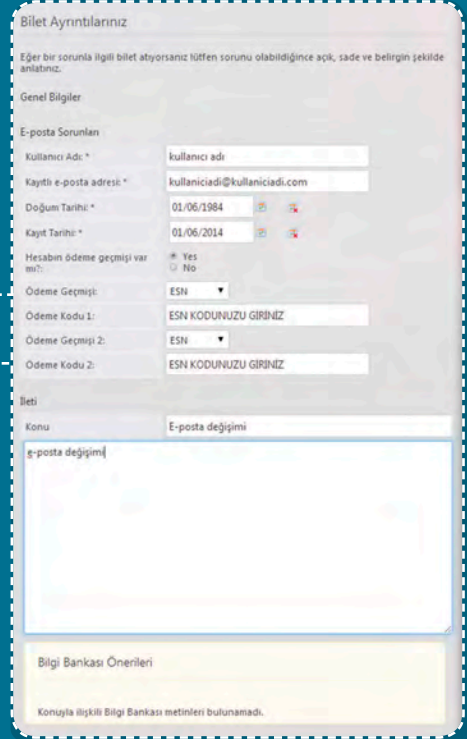 Bilet Ayrıntılarınız
Eğer bir sorunla ilgili bilet atıyorsanız lütfen sorunu olabildiğince açık, sade ve belirgin şekilde
anlatınız.
Genel Bilgiler
E-posta Sorunları
Kullanıcı Adı: * kullanıcı adı
Kayıtlı e-posta adresi: * kullaniciadi@kullaniciadi.com
Doğum Tarihi: * 01/06/1984
Kayıt Tarihi: * 01/06/2014
Hesabın ödeme geçmişi var Yes
mı?: No
Ödeme Geçmişi: ESN
Ödeme Kodu 1: ESN KODUNUZU GİRİNİZ
Ödeme Geçmişi 2: ESN
Ödeme Kodu 2: ESN KODUNUZU GİRİNİZ
İleti
Konu E-posta değişimi
e-posta değişimi
Bilgi Bankası Önerileri
Konuyla ilişkili Bilgi Bankası metinleri bulunamadı.